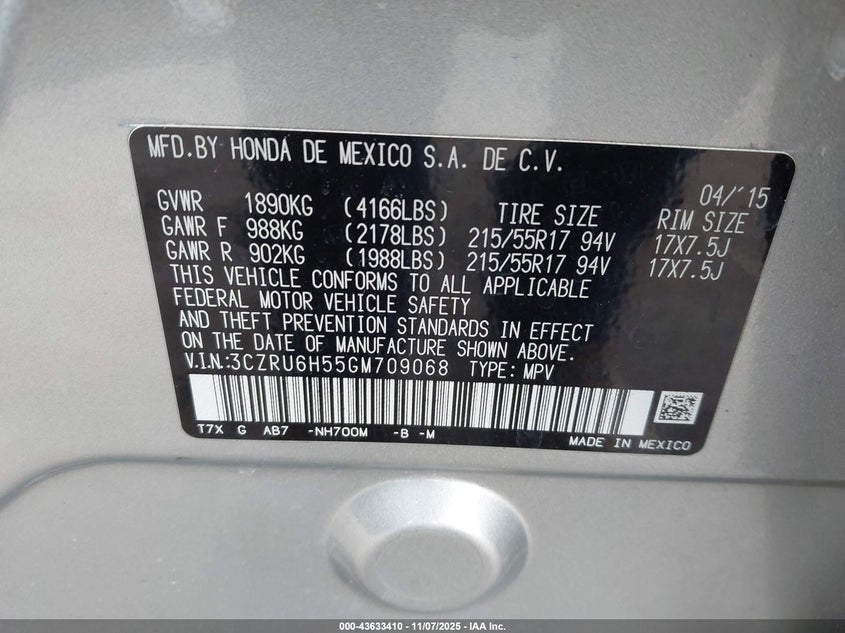 MFD.BY HONDA DE MEXICO S.A. DE C.V.
04/'15
GVWR 1890KG (4166LBS) TIRE SIZE RIM SIZE
GAWR F 988KG (2178LBS) 215/55R17 94V 17X7.5J
GAWR R 902KG (1988LBS) 215/55R17 94V 17X7.5J
THIS VEHICLE CONFORMS TO ALL APPLICABLE
FEDERAL MOTOR VEHICLE SAFETY
AND THEFT PREVENTION STANDARDS IN EFFECT
ON THE DATE OF MANUFACTURE SHOWN ABOVE.
V.I.N.:3CZRU6H55GM709068 TYPE: MPV
T7X G AB7 -NH700M -B -M
MADE IN MEXICO
000-43633410 - 11/07/2025 - IAA Inc.